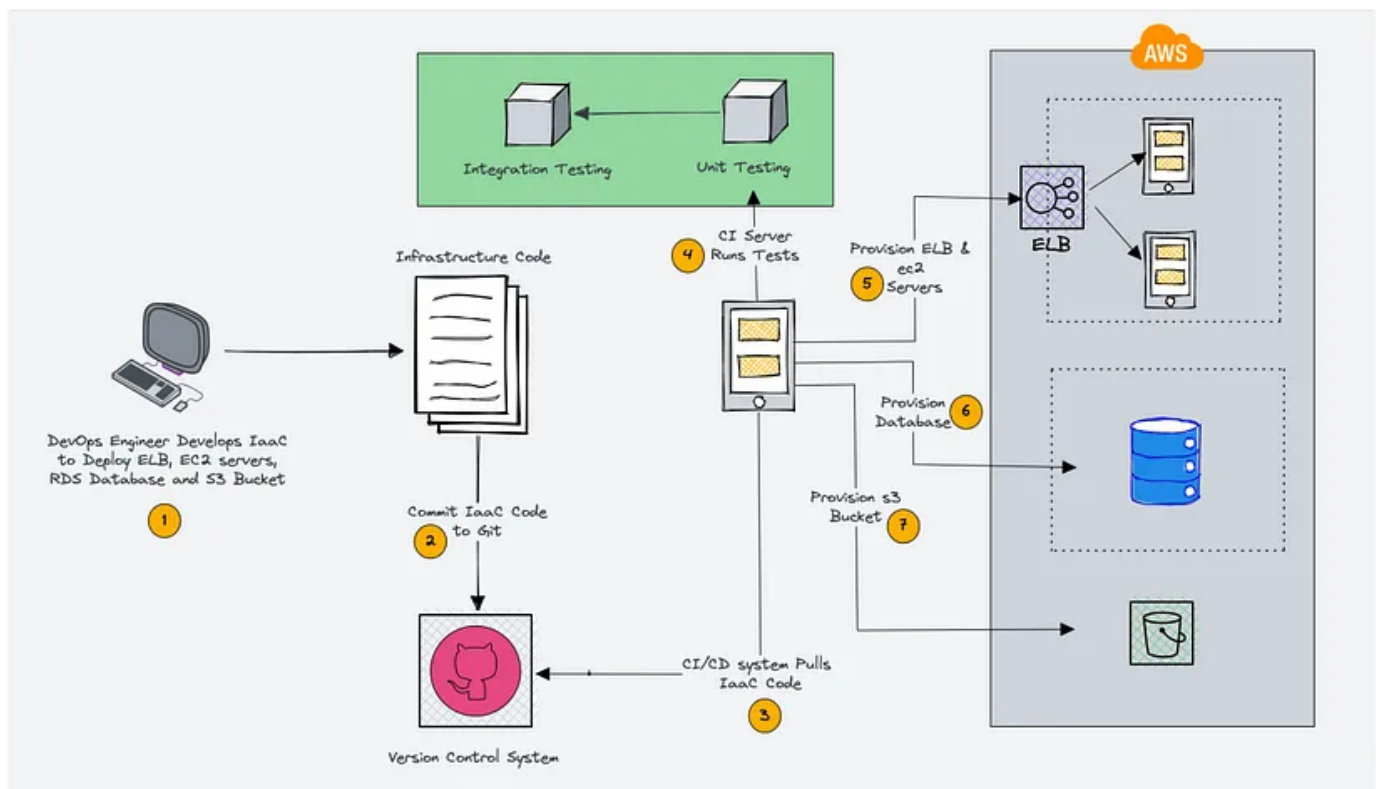 AWS
Integration Testing
Unit Testing
4
CI Server
Runs Tests
Infrastructure Code
Provision ELB &
ec2
5
Servers
ELB
DevOps Engineer Develops IaaC
to Deploy ELB, EC2 servers,
RDS Database and S3 Bucket
1
Commit IaaC Code
2
to Git
Provision
Database
6
Provision s3
Bucket
7
CI/CD system Pulls
IaaC Code
3
Version Control System